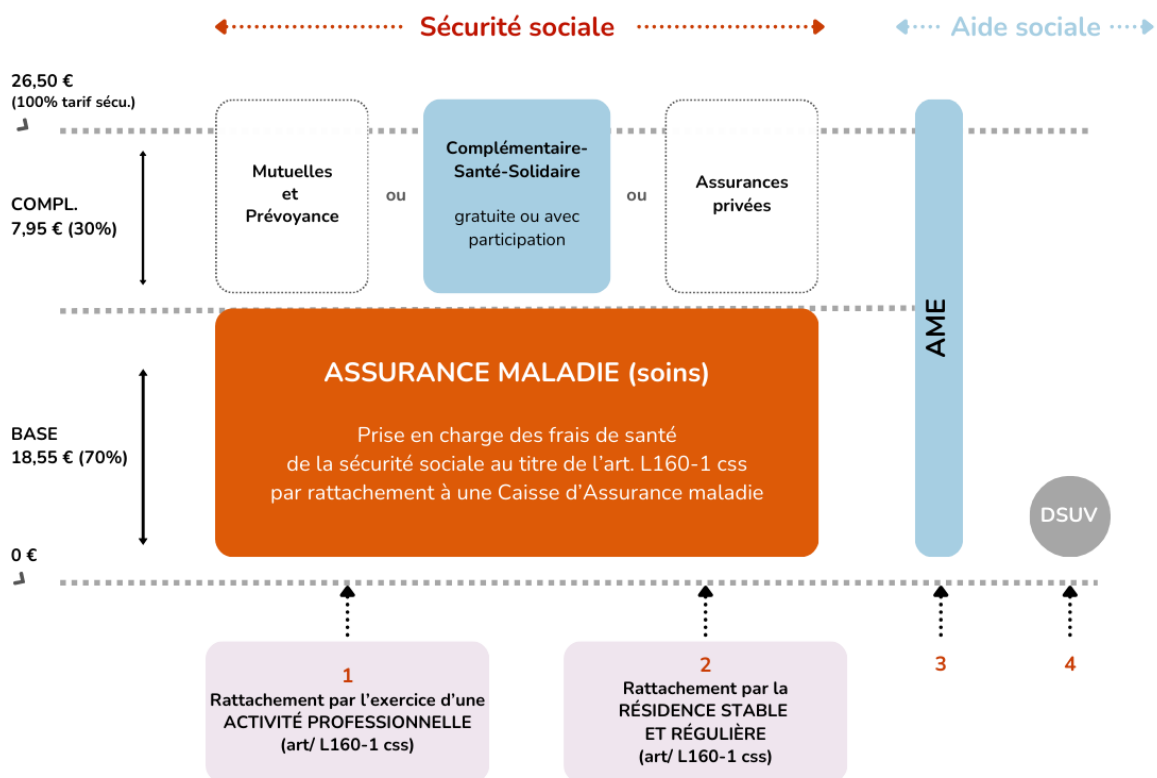 Sécurité sociale
Aide sociale
26,50 €
(100% tarif sécu.)
COMPL.
7,95 € (30%)
Mutuelles
et
Prévoyance
ou
Complémentaire-
Santé-Solidaire
gratuite ou avec
participation
ou
Assurances
privées
AME
BASE
18,55 € (70%)
ASSURANCE MALADIE (soins)
Prise en charge des frais de santé
de la sécurité sociale au titre de l'art. L160-1 css
par rattachement à une Caisse d'Assurance maladie
DSUV
0 €
1
Rattachement par l'exercice d'une
ACTIVITÉ PROFESSIONNELLE
(art/ L160-1 css)
2
Rattachement par la
RÉSIDENCE STABLE
ET RÉGULIÈRE
(art/ L160-1 css)
3
4